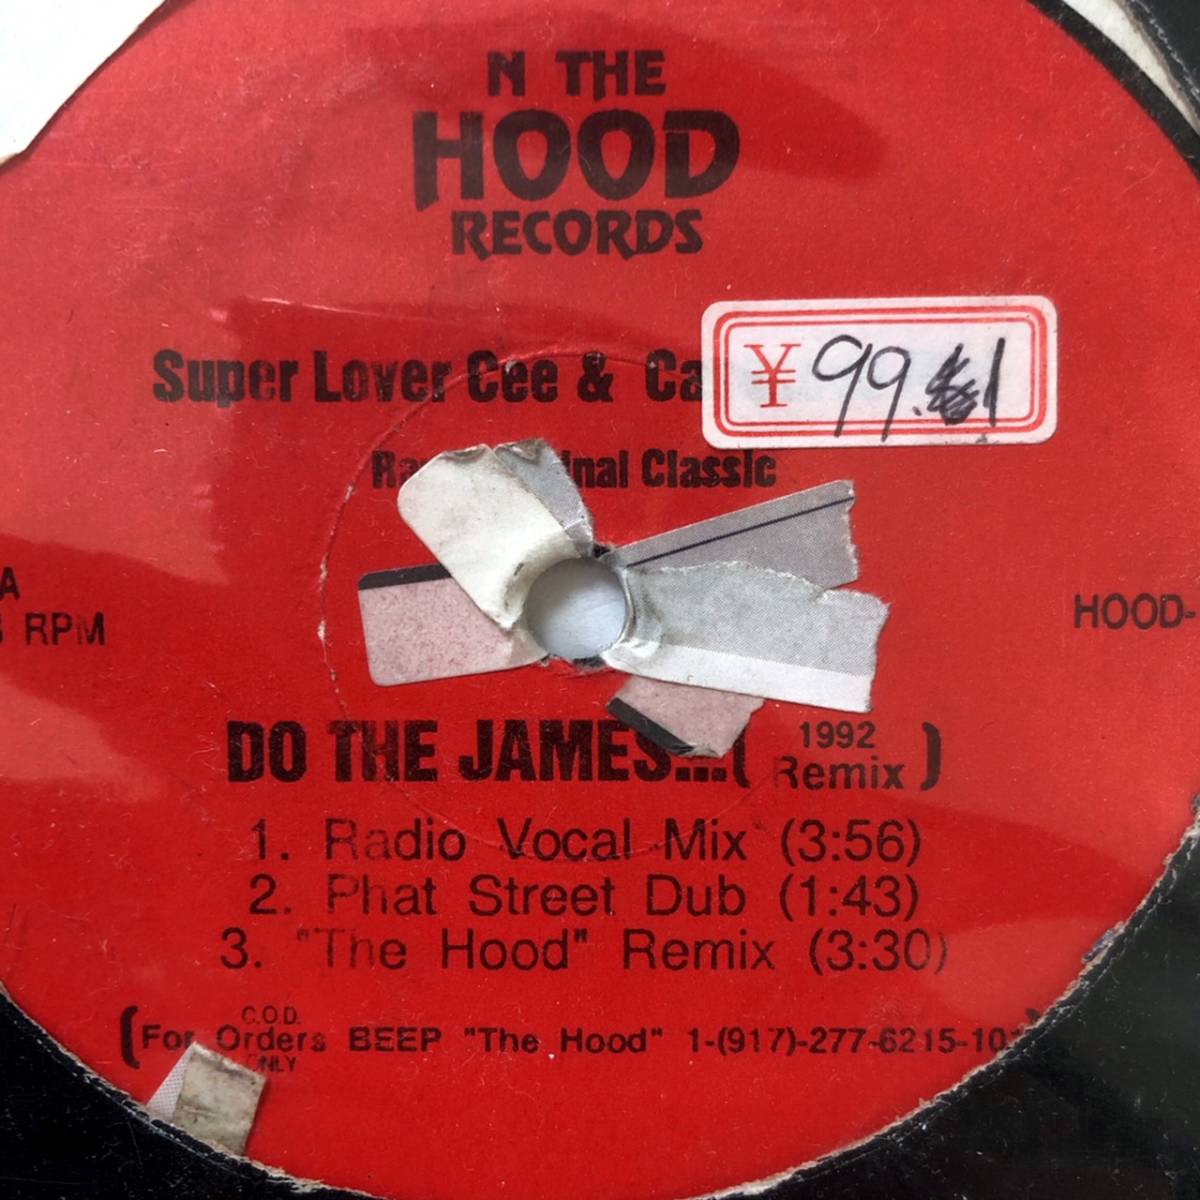 N THE
HOOD
RECORDS
¥99.
Super Lover Cee &
Classic
A
RPM
HOOD-
DO THE JAMES...( 1992 Remix )
1. Radio Vocal Mix (3:56)
2. Phat Street Dub (1:43)
3. "The Hood" Remix (3:30)
C.O.D.
(For Orders BEEP "The Hood" 1-(917)-277-6215-10
ONLY